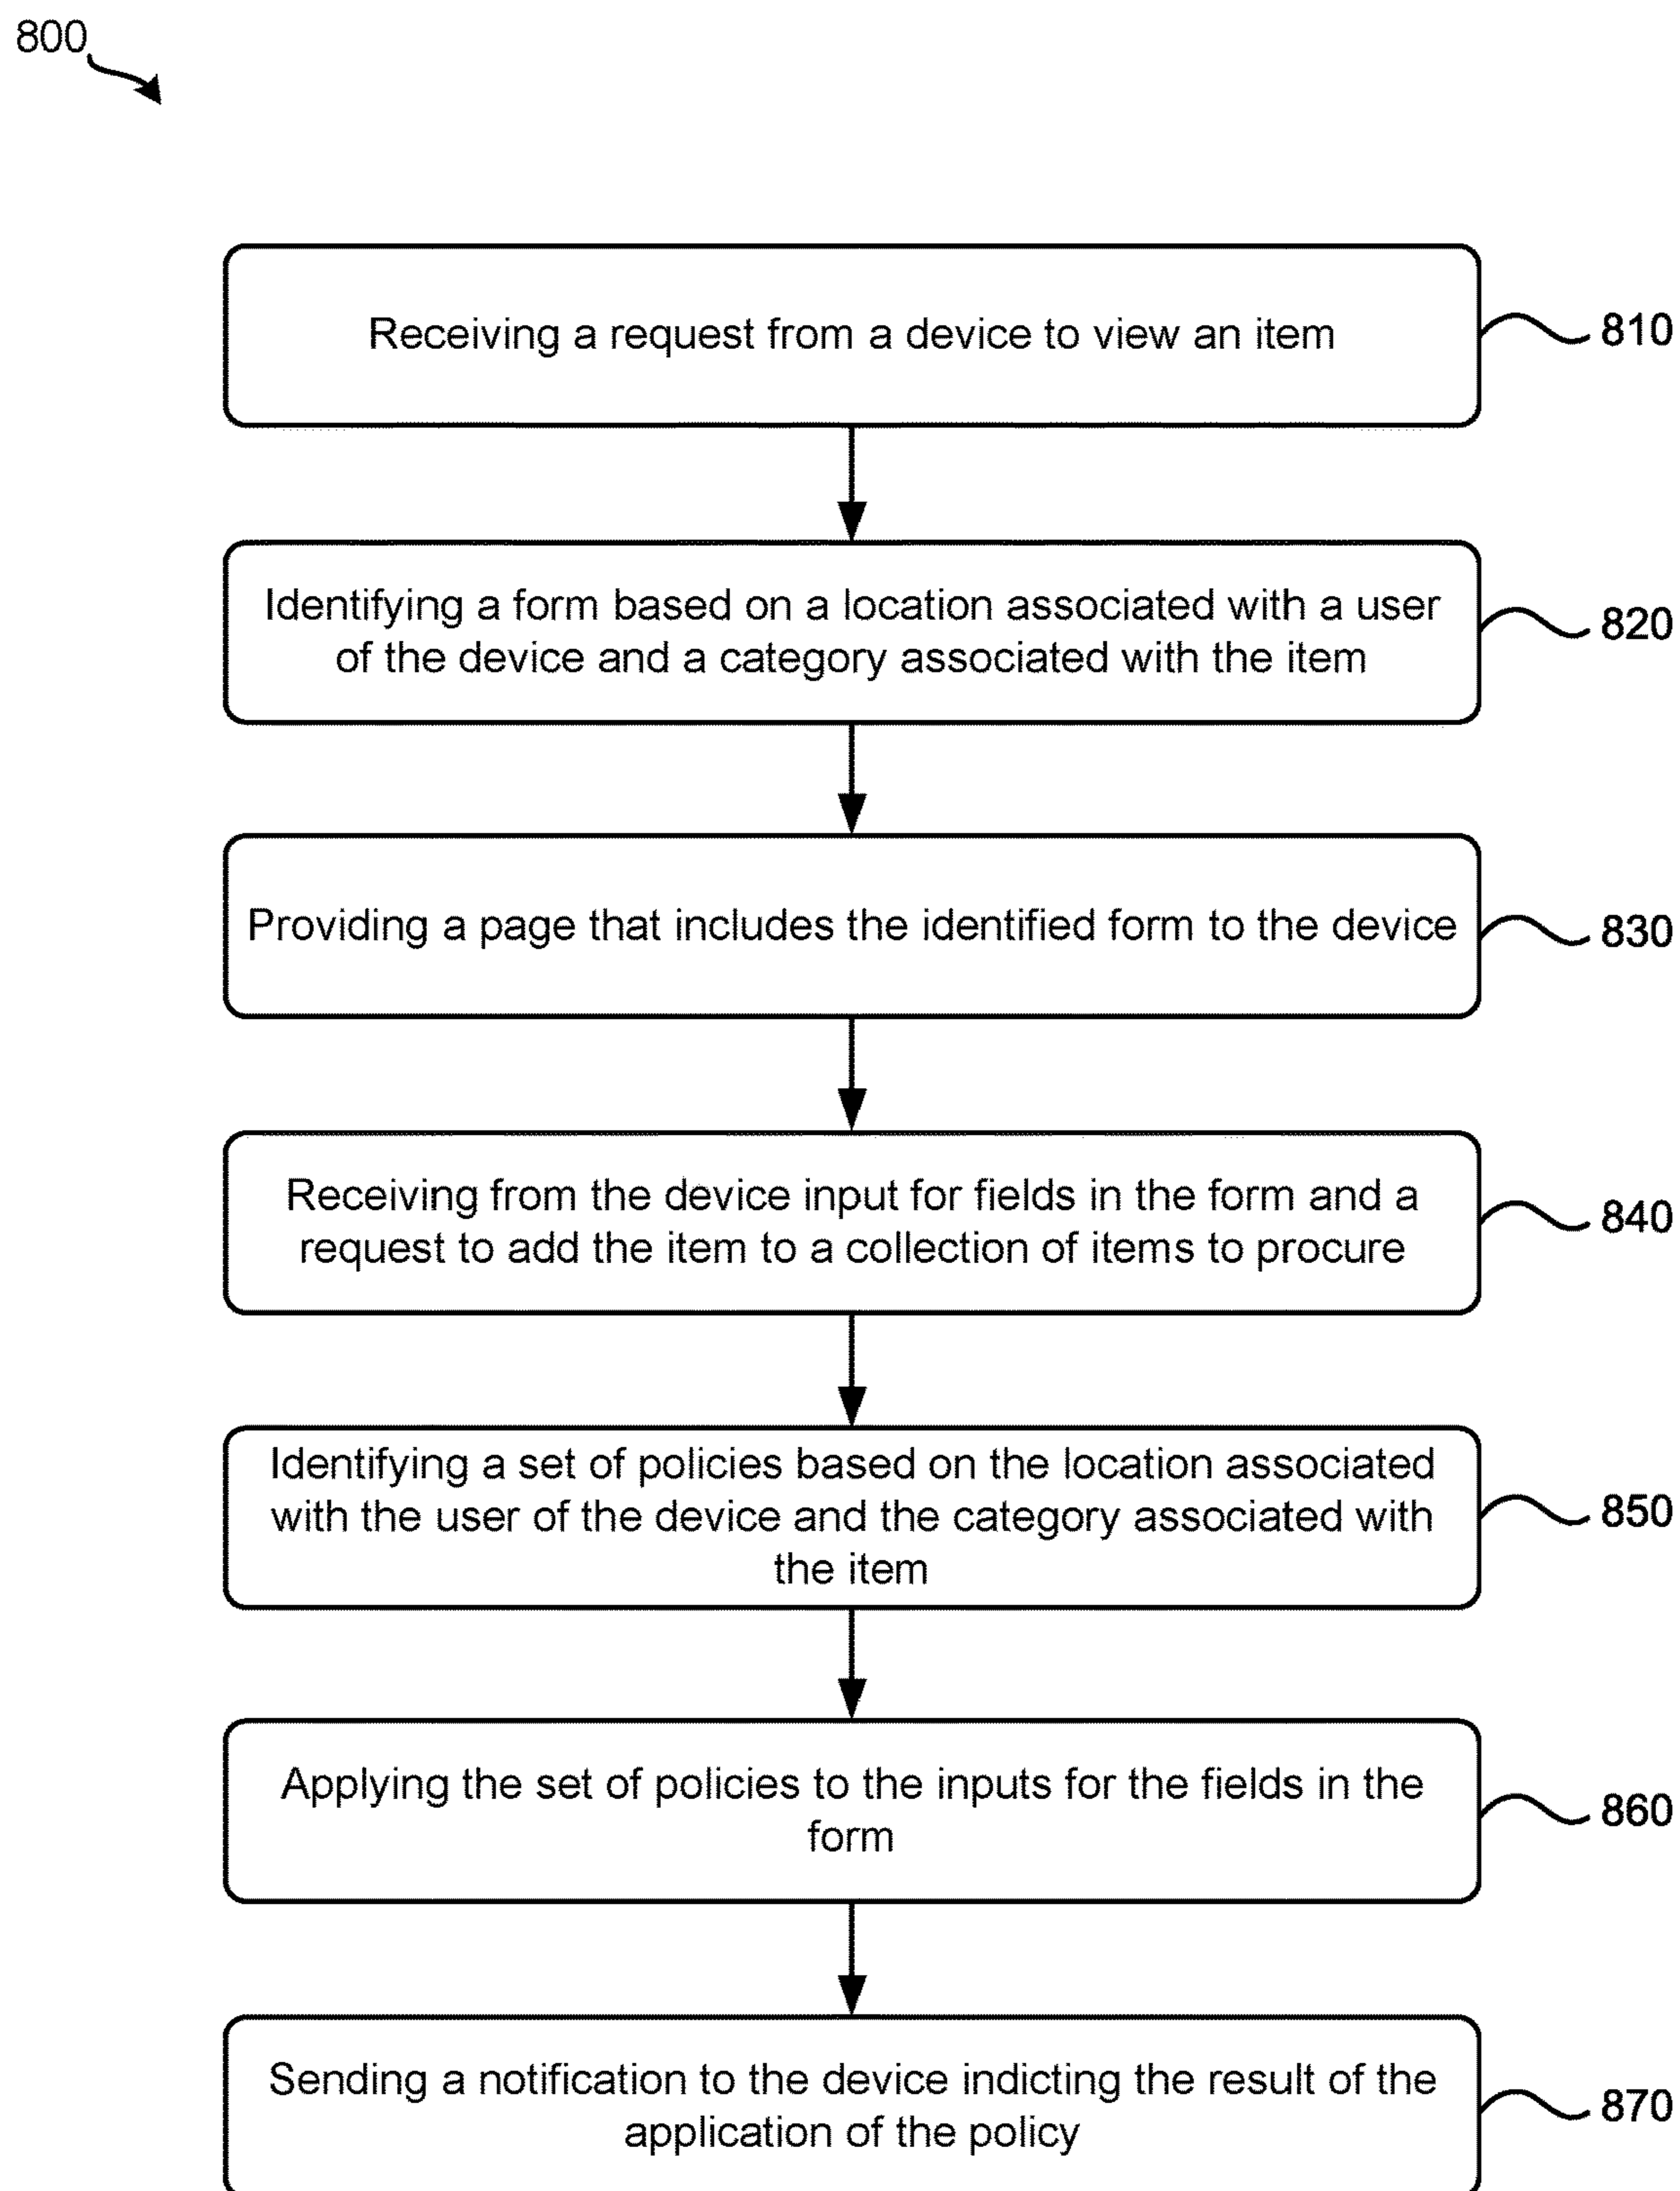 800
Receiving a request from a device to view an item
810
Identifying a form based on a location associated with a user
of the device and a category associated with the item
820
Providing a page that includes the identified form to the device
830
Receiving from the device input for fields in the form and a
request to add the item to a collection of items to procure
840
Identifying a set of policies based on the location associated
with the user of the device and the category associated with
the item
850
Applying the set of policies to the inputs for the fields in the
form
860
Sending a notification to the device indicting the result of the
application of the policy
870